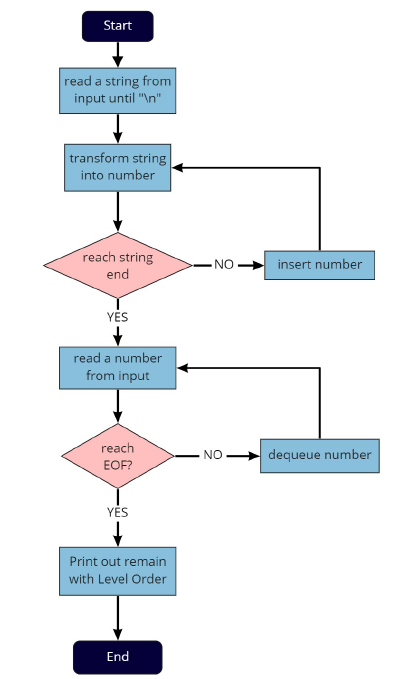 Start
read a string from
input until "\n"
transform string
into number
reach string
end
NO
insert number
YES
read a number
from input
reach
EOF?
NO
dequeue number
YES
Print out remain
with Level Order
End